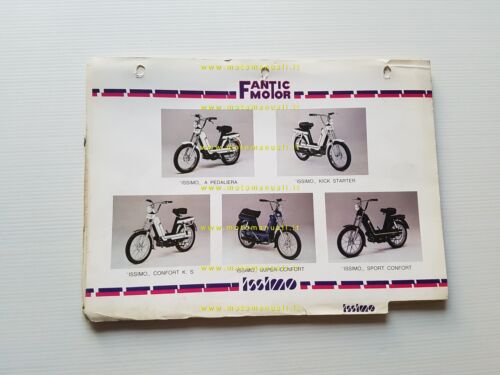 FANTIC
MOTOR
www.motomanuali.it
www.motomanuali.it
"ISSIMO„ A PEDALIERA
"ISSIMO„ KICK STARTER
www.motomanuali.it
"ISSIMO„ CONFORT K. S.
"ISSIMO„ SUPER CONFORT
"ISSIMO„ SPORT CONFORT
www.motomanuali.it
issimo
issimo